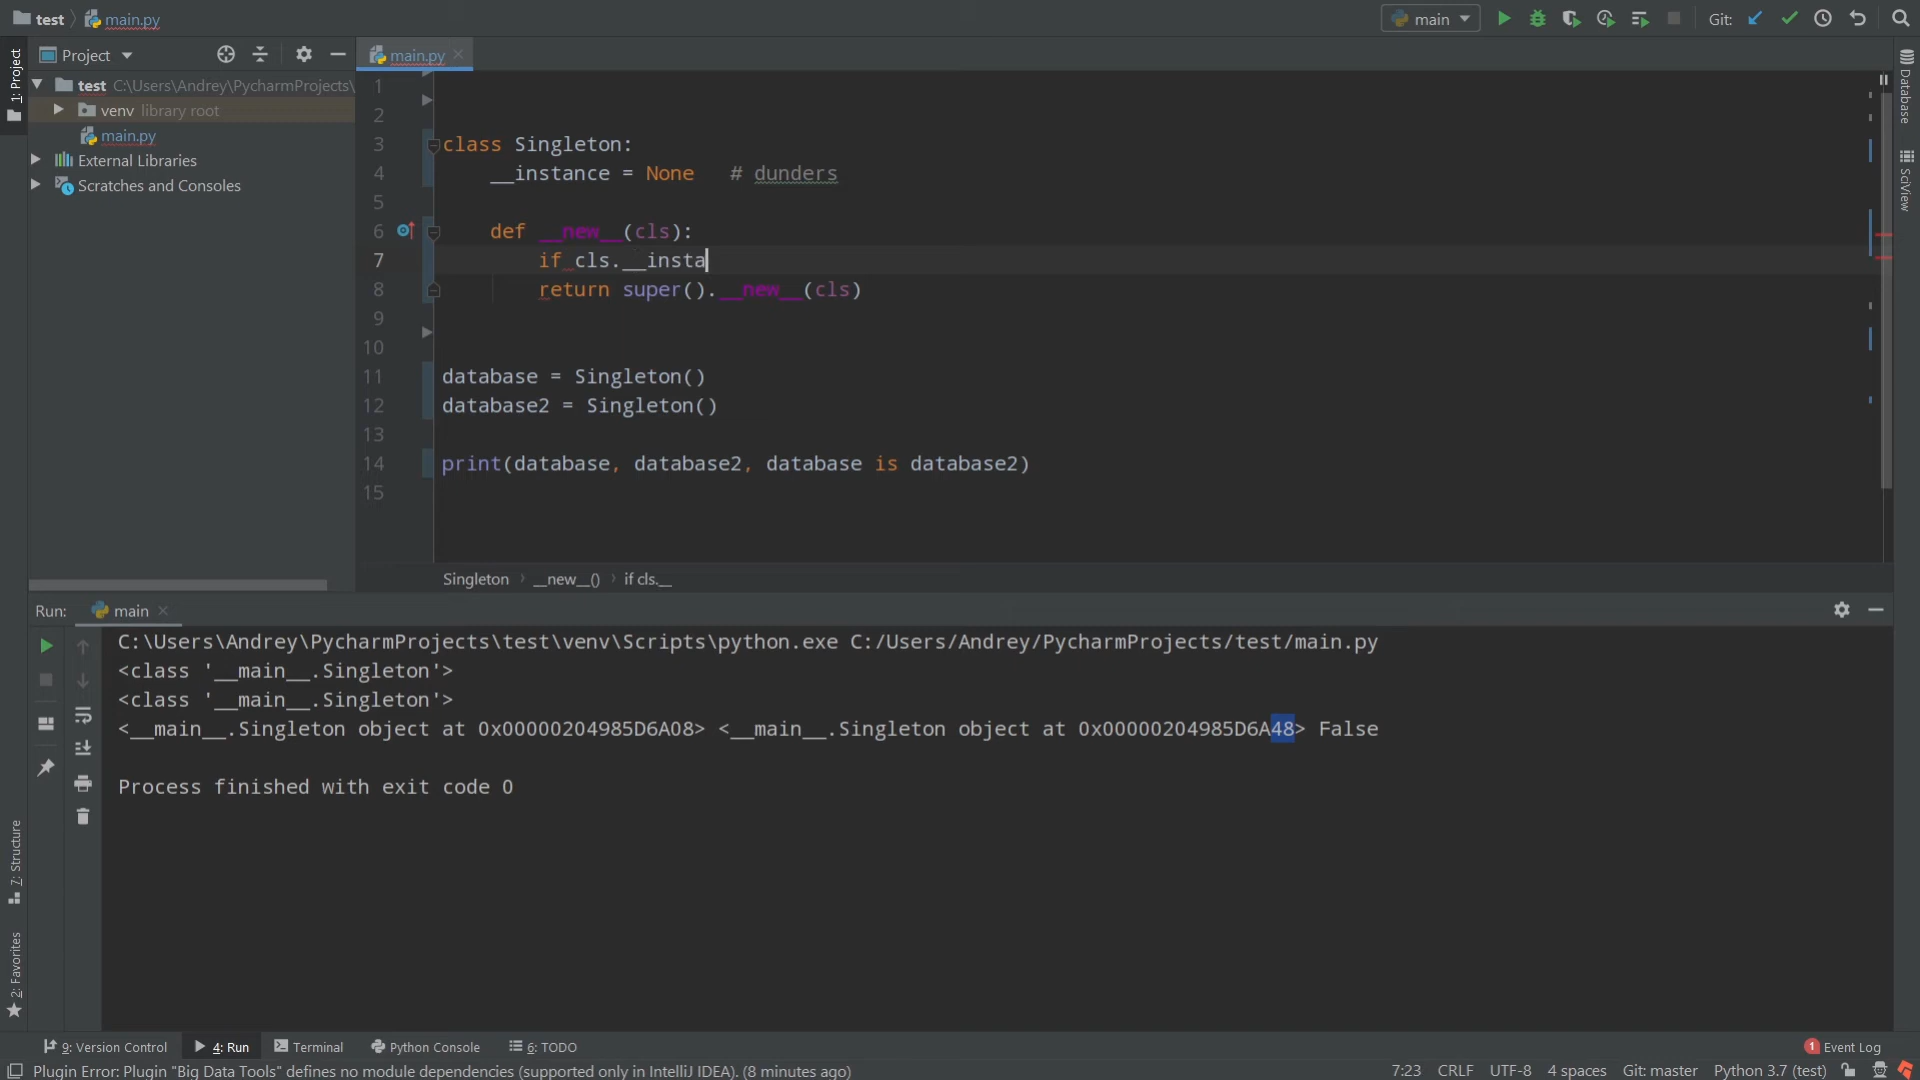 test main.py
main Git:
Project
main.py
1: Project
test C:\Users\Andrey\PycharmProjects\
venv library root
main.py
External Libraries
Scratches and Consoles
Database
SciView
1
2
3 class Singleton:
4 __instance = None # dunders
5
6 def __new__(cls):
7 if cls.__insta
8 return super().__new__(cls)
9
10
11 database = Singleton()
12 database2 = Singleton()
13
14 print(database, database2, database is database2)
15
Singleton › __new__() › if cls.__
Run: main
C:\Users\Andrey\PycharmProjects\test\venv\Scripts\python.exe C:/Users/Andrey/PycharmProjects/test/main.py
<class '__main__.Singleton'>
<class '__main__.Singleton'>
<__main__.Singleton object at 0x00000204985D6A08> <__main__.Singleton object at 0x00000204985D6A48> False
Process finished with exit code 0
7: Structure
2: Favorites
9: Version Control 4: Run Terminal Python Console 6: TODO 1 Event Log
Plugin Error: Plugin "Big Data Tools" defines no module dependencies (supported only in IntelliJ IDEA). (8 minutes ago) 7:23 CRLF UTF-8 4 spaces Git: master Python 3.7 (test)